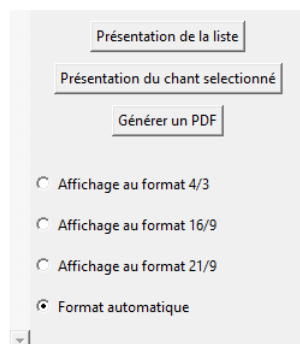 Présentation de la liste
Présentation du chant selectionné
Générer un PDF
Affichage au format 4/3
Affichage au format 16/9
Affichage au format 21/9
Format automatique